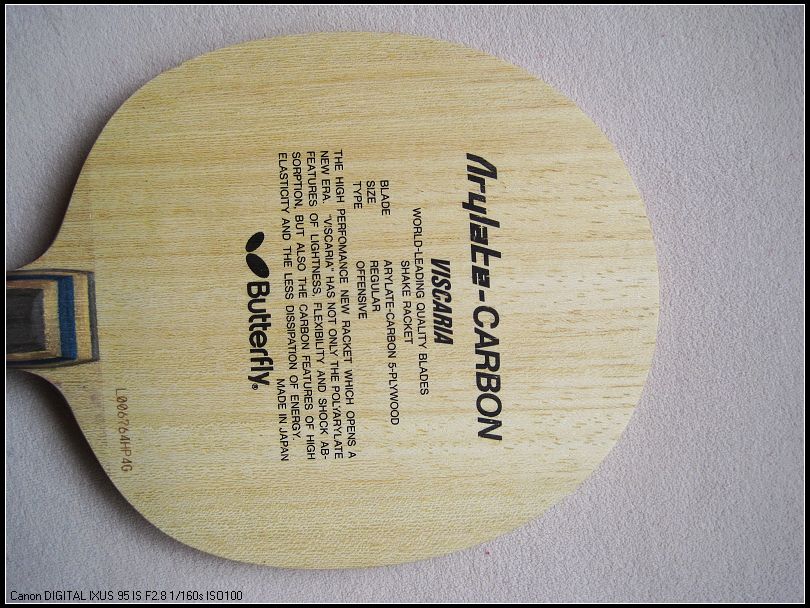 Arylate-CARBON
VISCARIA
WORLD-LEADING QUALITY BLADES
SHAKE RACKET
BLADE ARYLATE-CARBON 5-PLYWOOD
SIZE REGULAR
TYPE OFFENSIVE
THE HIGH PERFOMANCE NEW RACKET WHICH OPENS A
NEW ERA. "VISCARIA" HAS NOT ONLY THE POLYARYLATE
FEATURES OF LIGHTNESS, FLEXIBILITY AND SHOCK AB-
SORPTION, BUT ALSO THE CARBON FEATURES OF HIGH
ELASTICITY AND THE LESS DISSIPATION OF ENERGY.
MADE IN JAPAN
Butterfly®
L006764HP4G
Canon DIGITAL IXUS 95 IS F2.8 1/160s ISO100